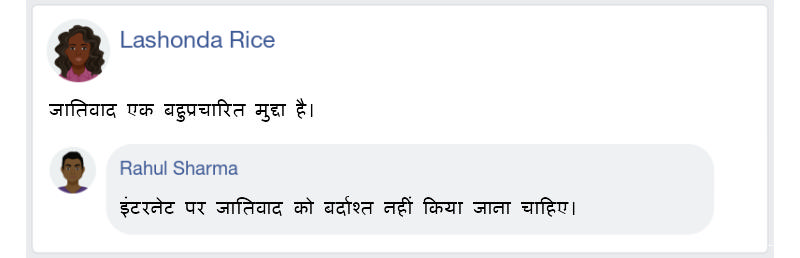 Lashonda Rice
जातिवाद एक बहुप्रचारित मुद्दा है।
Rahul Sharma
इंटरनेट पर जातिवाद को बर्दाश्त नहीं किया जाना चाहिए।